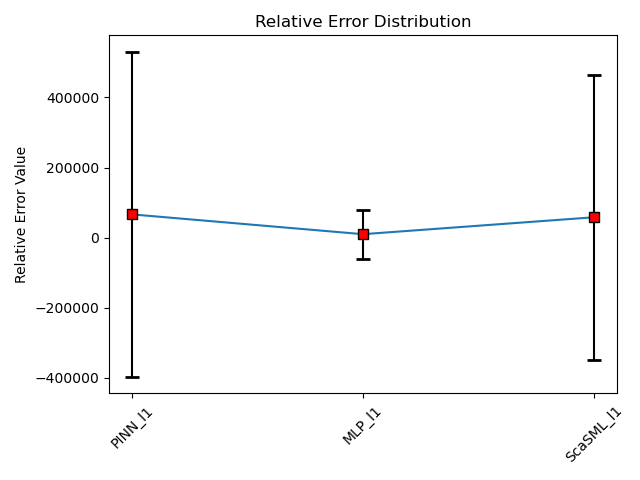 Relative Error Distribution
Relative Error Value
400000
200000
0
−200000
−400000
PINN_l1
MLP_l1
ScaSML_l1